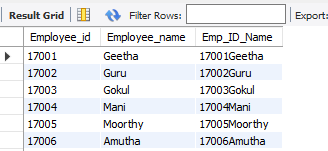 Result Grid Filter Rows: Export:
Employee_id Employee_name Emp_ID_Name
17001 Geetha 17001Geetha
17002 Guru 17002Guru
17003 Gokul 17003Gokul
17004 Mani 17004Mani
17005 Moorthy 17005Moorthy
17006 Amutha 17006Amutha